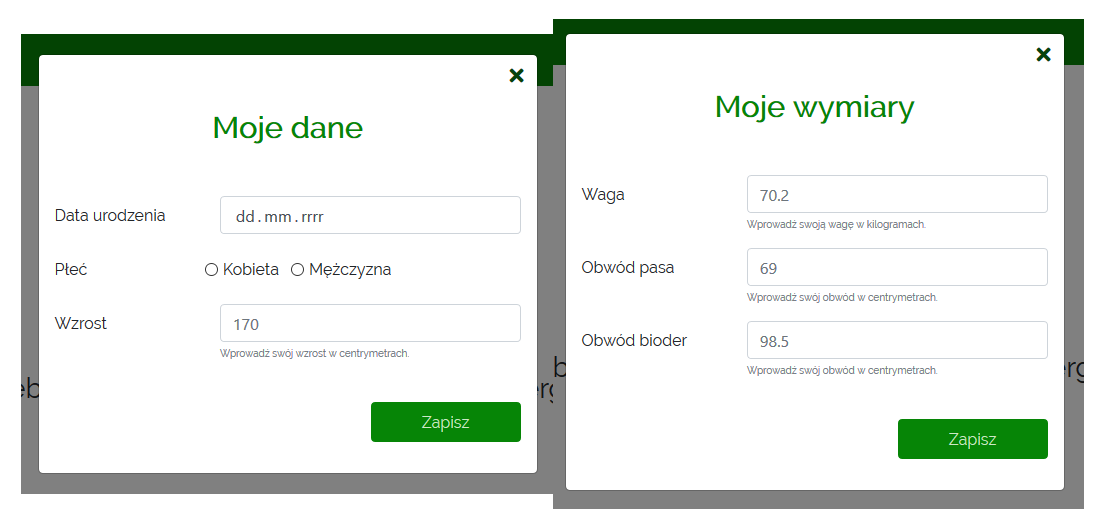 Moje dane
Data urodzenia
dd.mm.rrrr
Płeć
Kobieta
Mężczyzna
Wzrost
170
Wprowadź swój wzrost w centrymetrach.
Zapisz
Moje wymiary
Waga
70.2
Wprowadź swoją wagę w kilogramach.
Obwód pasa
69
Wprowadź swój obwód w centrymetrach.
Obwód bioder
98.5
Wprowadź swój obwód w centrymetrach.
Zapisz